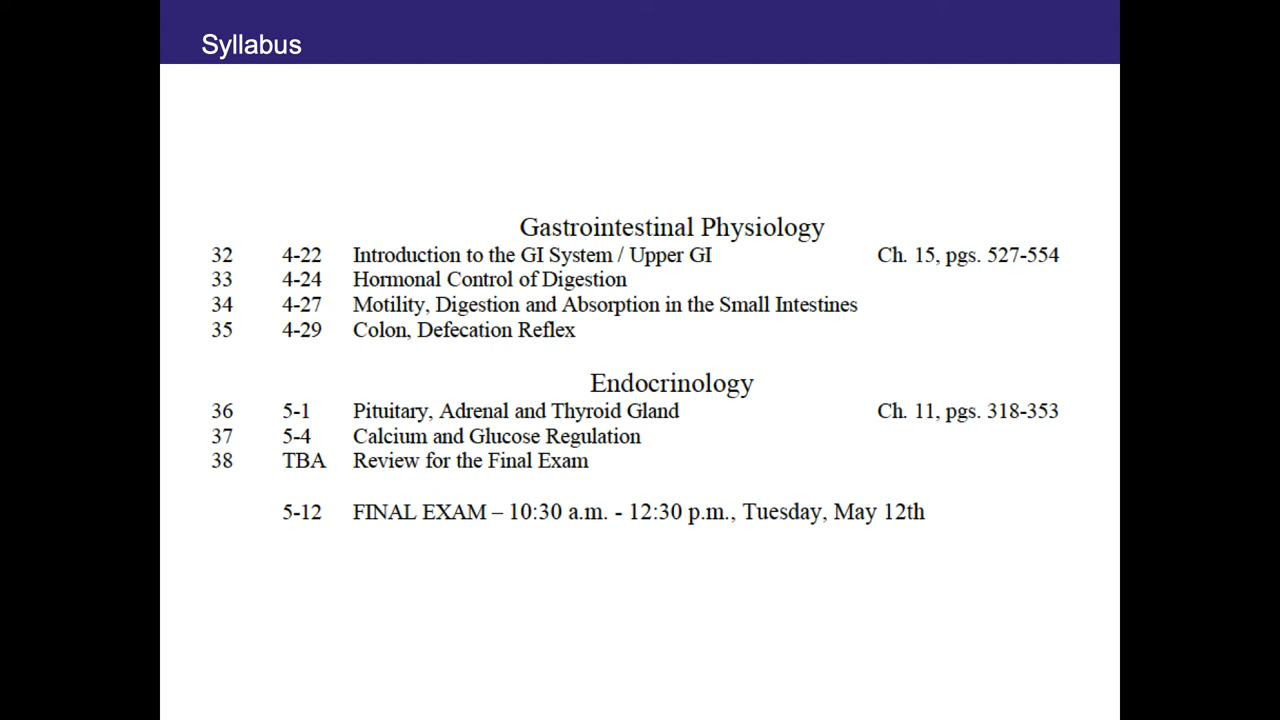 Syllabus
Gastrointestinal Physiology
32 4-22 Introduction to the GI System / Upper GI Ch. 15, pgs. 527-554
33 4-24 Hormonal Control of Digestion
34 4-27 Motility, Digestion and Absorption in the Small Intestines
35 4-29 Colon, Defecation Reflex
Endocrinology
36 5-1 Pituitary, Adrenal and Thyroid Gland Ch. 11, pgs. 318-353
37 5-4 Calcium and Glucose Regulation
38 TBA Review for the Final Exam
5-12 FINAL EXAM – 10:30 a.m. - 12:30 p.m., Tuesday, May 12th